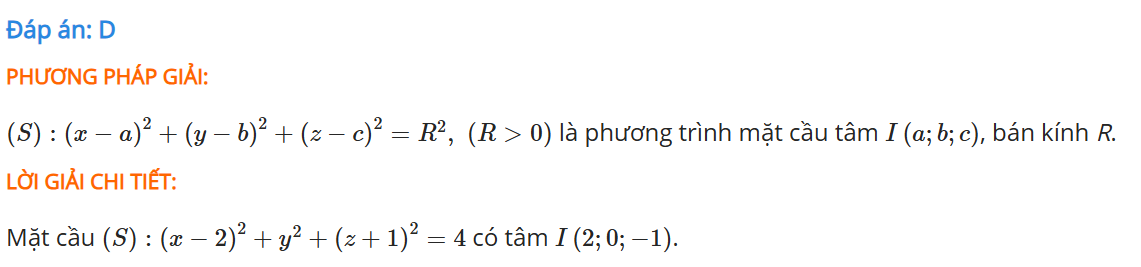 Đáp án: D
PHƯƠNG PHÁP GIẢI:
(S) : (x − a)² + (y − b)² + (z − c)² = R², (R > 0) là phương trình mặt cầu tâm I (a; b; c), bán kính R.
LỜI GIẢI CHI TIẾT:
Mặt cầu (S) : (x − 2)² + y² + (z + 1)² = 4 có tâm I (2; 0; −1).